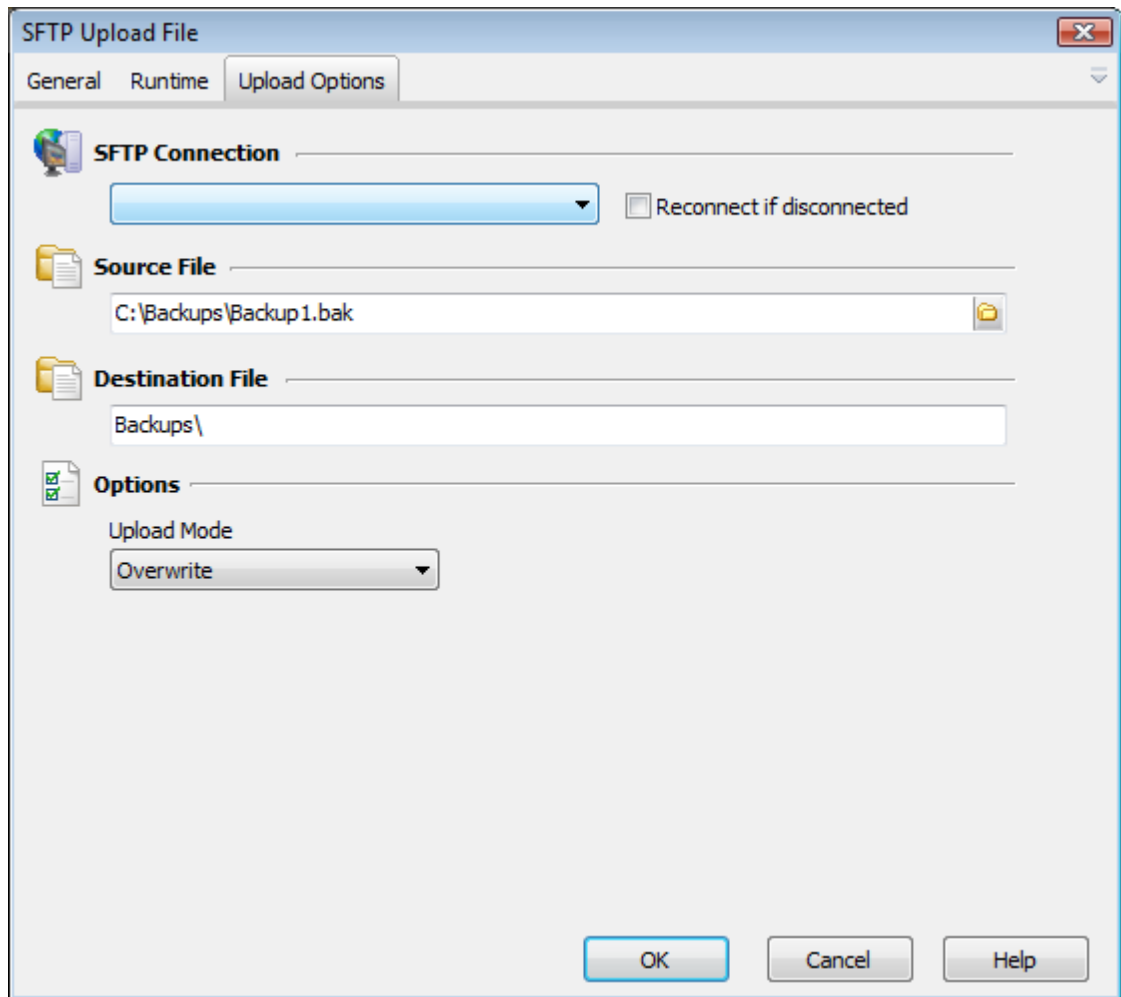 SFTP Upload File
General Runtime Upload Options
SFTP Connection
Reconnect if disconnected
Source File
C:\Backups\Backup1.bak
Destination File
Backups\
Options
Upload Mode
Overwrite
OK Cancel Help